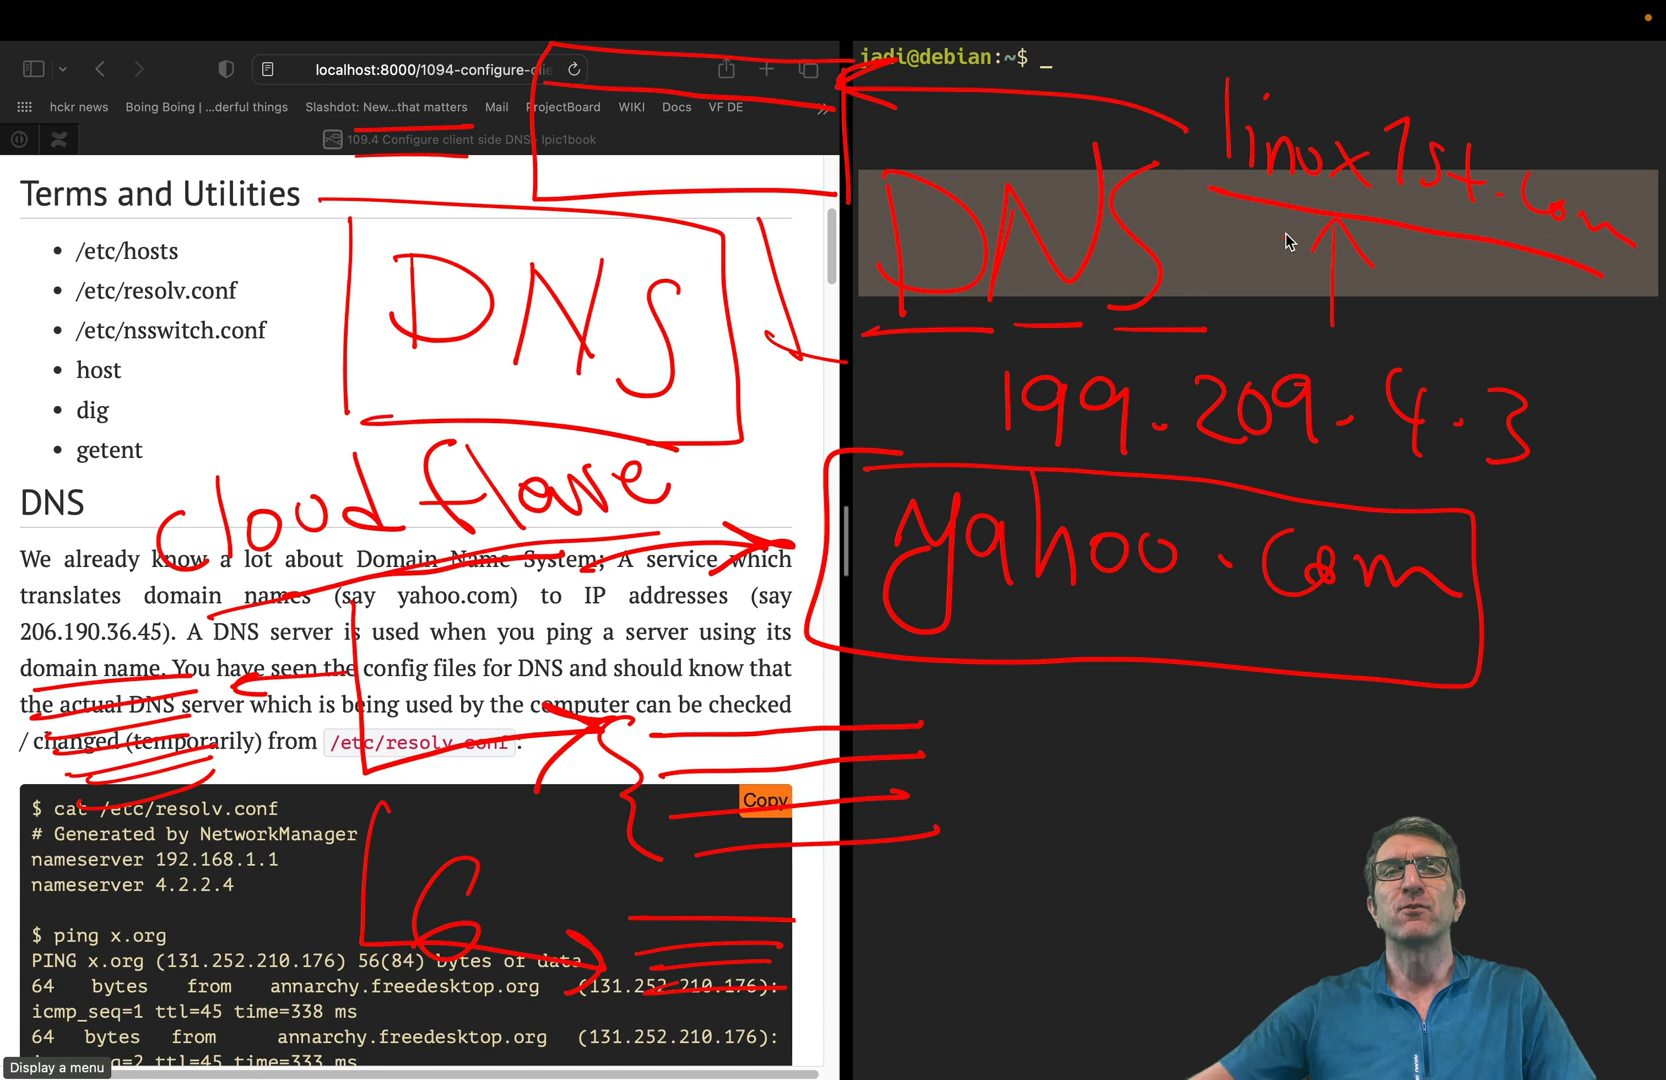 localhost:8000/1094-configure-clie
hckr news Boing Boing | ...derful things Slashdot: New...that matters Mail ProjectBoard WIKI Docs VF DE
109.4 Configure client side DNS - lpic1book
Terms and Utilities
• /etc/hosts
• /etc/resolv.conf
• /etc/nsswitch.conf
• host
• dig
• getent
DNS
cloud flare
DNS
We already know a lot about Domain Name System; A service which
translates domain names (say yahoo.com) to IP addresses (say
206.190.36.45). A DNS server is used when you ping a server using its
domain name. You have seen the config files for DNS and should know that
the actual DNS server which is being used by the computer can be checked
/ changed (temporarily) from /etc/resolv.conf .
Copy
$ cat /etc/resolv.conf
# Generated by NetworkManager
nameserver 192.168.1.1
nameserver 4.2.2.4
G
$ ping x.org
PING x.org (131.252.210.176) 56(84) bytes of data
64 bytes from annarchy.freedesktop.org (131.252.210.176):
icmp_seq=1 ttl=45 time=338 ms
64 bytes from annarchy.freedesktop.org (131.252.210.176):
q=2 ttl=45 time=333 ms
Display a menu
jadi@debian:~$ _
linux1st.com
DNS
199.209.4.3
yahoo.com